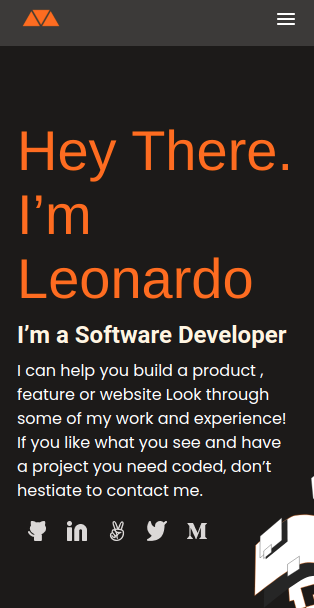 Hey There.
I’m
Leonardo
I’m a Software Developer
I can help you build a product ,
feature or website Look through
some of my work and experience!
If you like what you see and have
a project you need coded, don’t
hestiate to contact me.